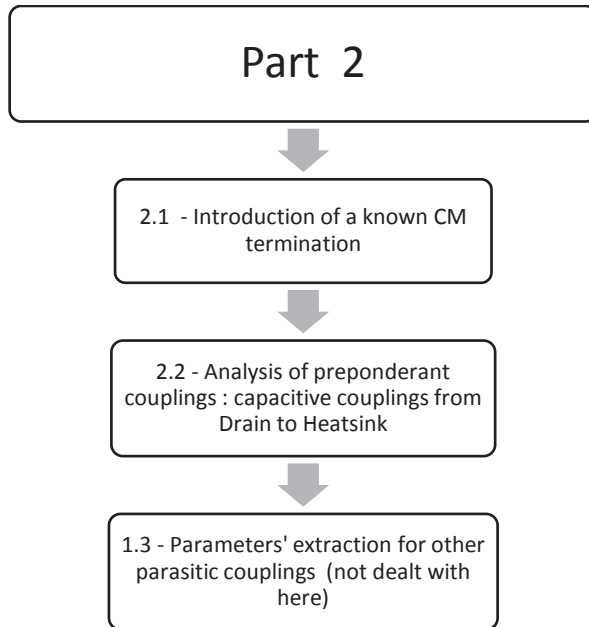 Part 2
2.1 - Introduction of a known CM
termination
2.2 - Analysis of preponderant
couplings : capacitive couplings from
Drain to Heatsink
1.3 - Parameters' extraction for other
parasitic couplings (not dealt with
here)